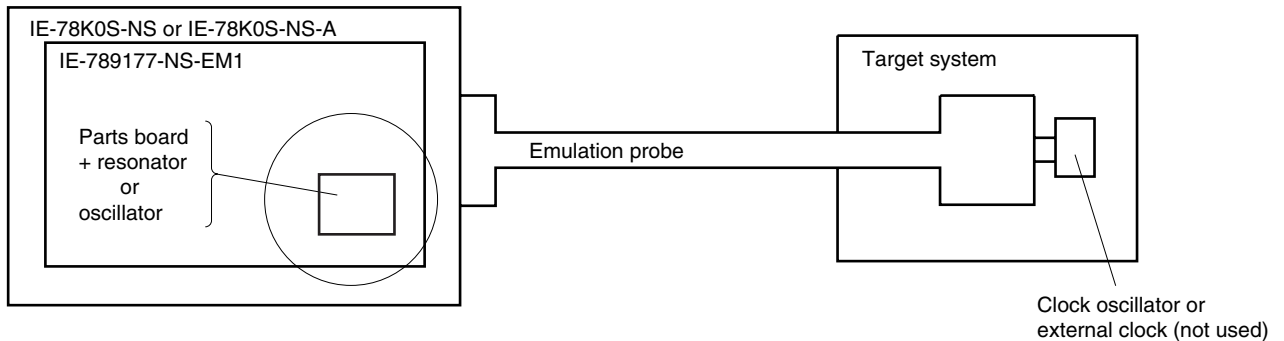 IE-78K0S-NS or IE-78K0S-NS-A
IE-789177-NS-EM1
Parts board
+ resonator
or
oscillator
Emulation probe
Target system
Clock oscillator or
external clock (not used)